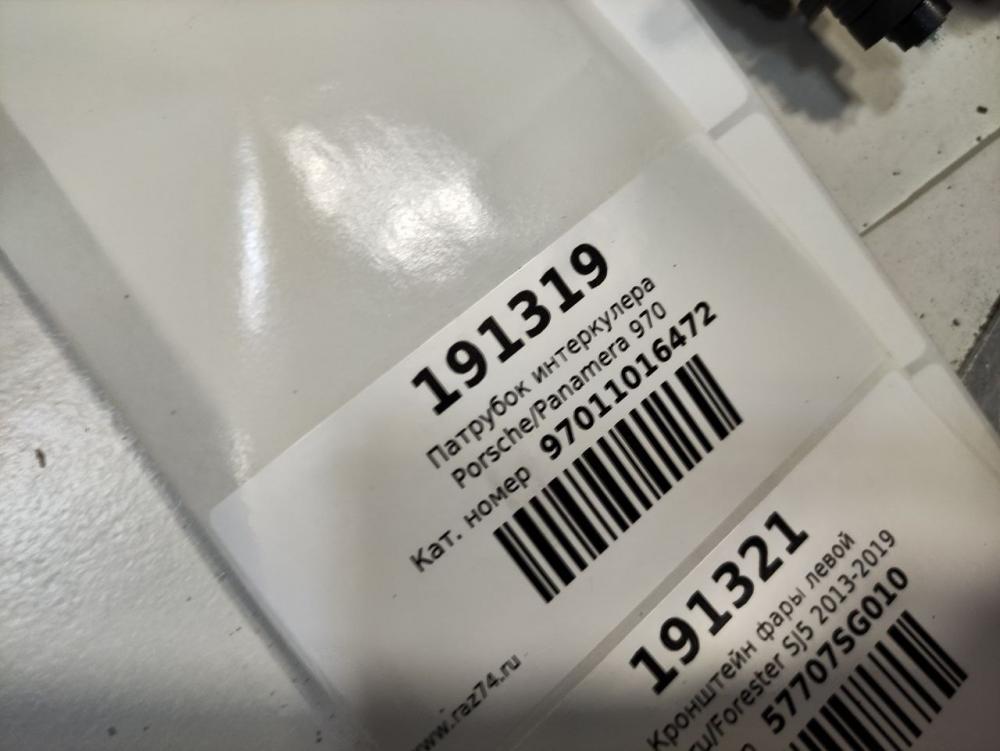 191319
Патрубок интеркулера
Porsche/Panamera 970
Кат. номер 97011016472
www.raz74.ru
191321
Кронштейн фары левой
Forester SJ5 2013-2019
57707SG010